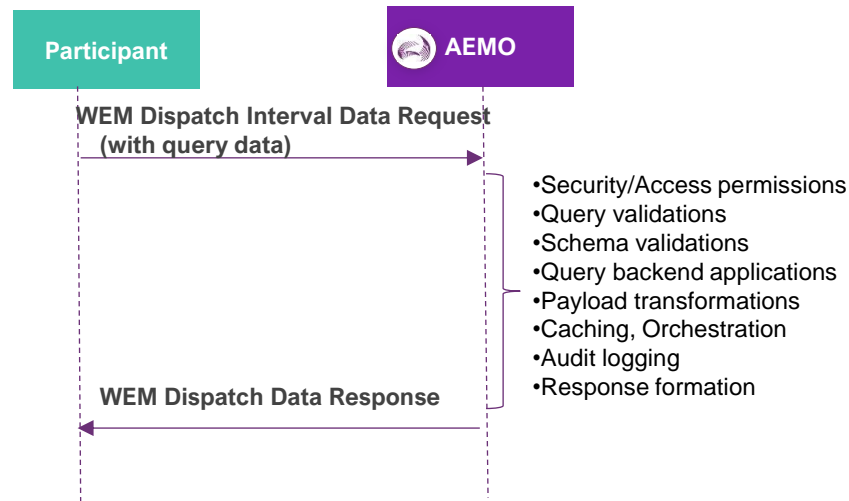 Participant
AEMO
WEM Dispatch Interval Data Request
(with query data)
•Security/Access permissions
•Query validations
•Schema validations
•Query backend applications
•Payload transformations
•Caching, Orchestration
•Audit logging
•Response formation
WEM Dispatch Data Response